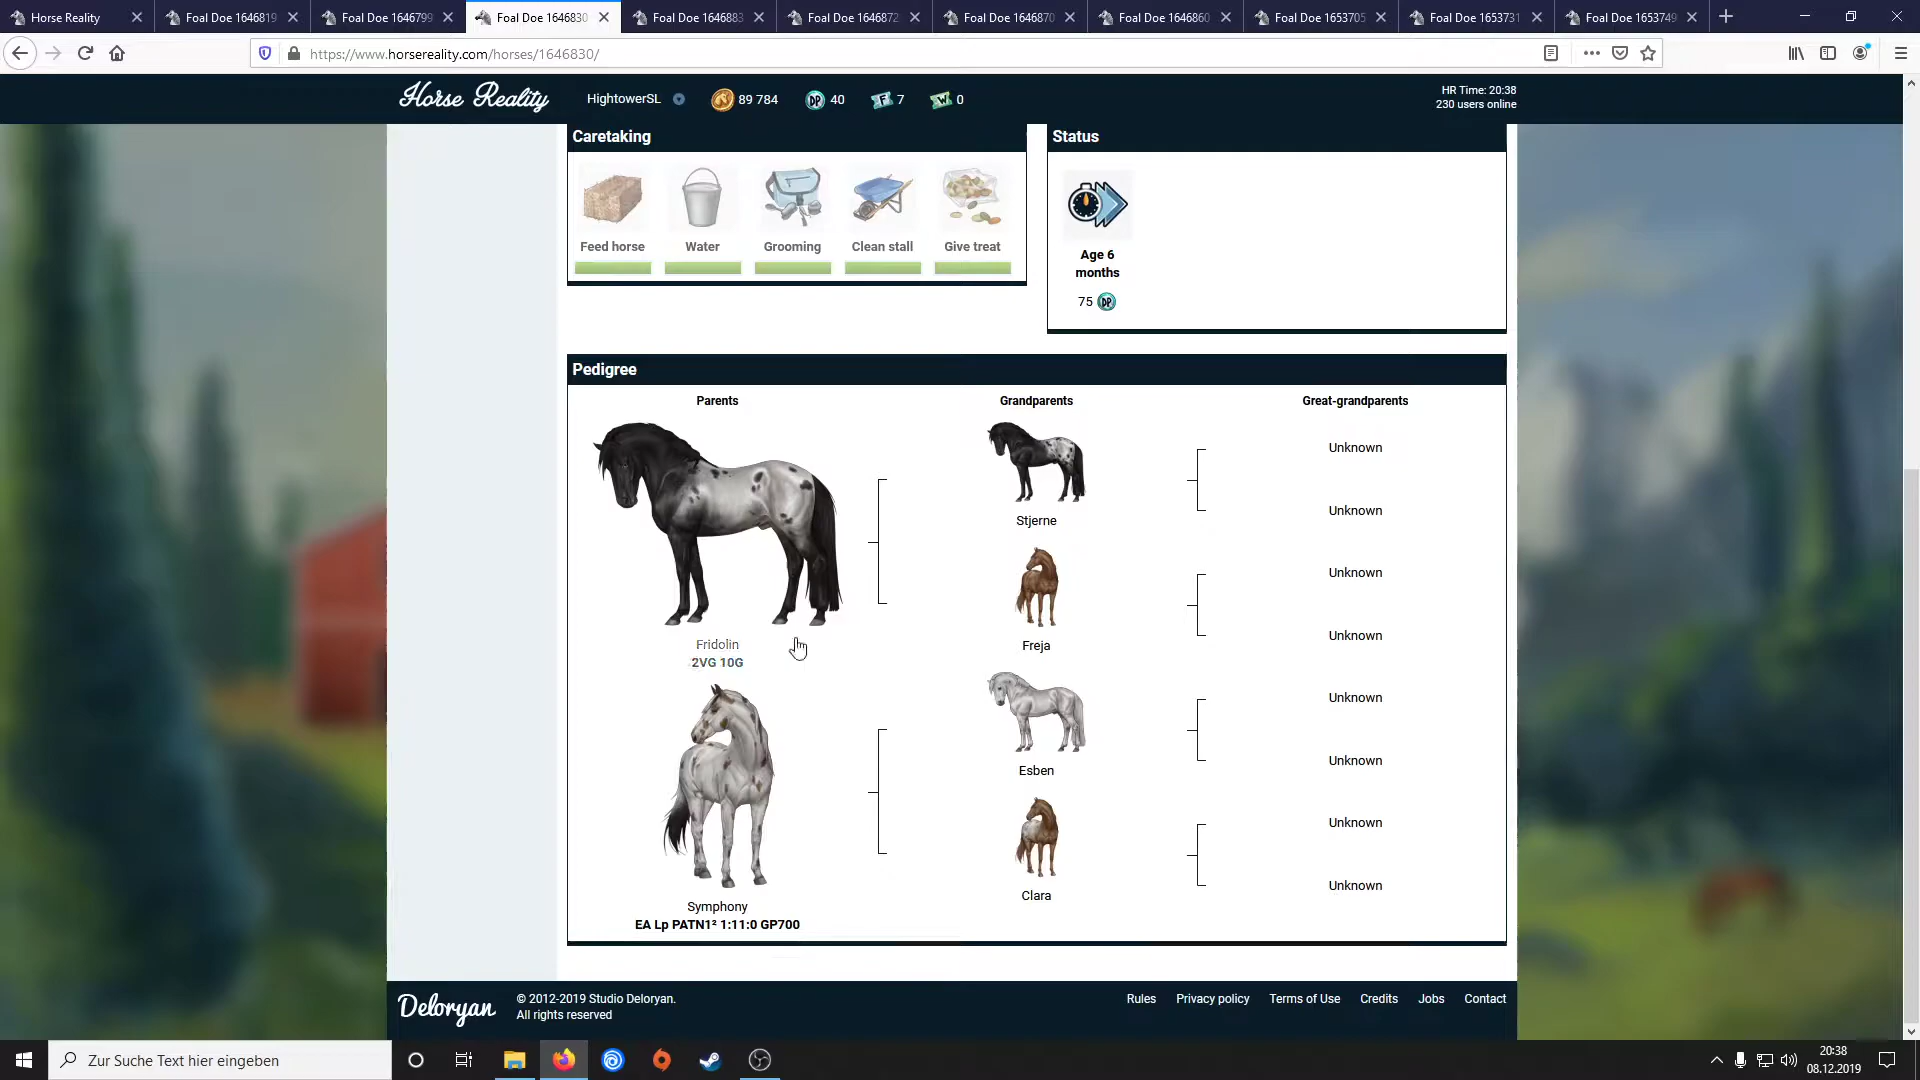 Horse Reality
Foal Doe 1646819
Foal Doe 1646799
Foal Doe 1646830
Foal Doe 1646883
Foal Doe 1646872
Foal Doe 1646870
Foal Doe 1646860
Foal Doe 1653705
Foal Doe 1653731
Foal Doe 1653749
https://www.horsereality.com/horses/1646830/
Horse Reality
HightowerSL
89 784
DP 40
F 7
W 0
HR Time: 20:38
230 users online
Caretaking
Feed horse
Water
Grooming
Clean stall
Give treat
Status
Age 6
months
75 DP
Pedigree
Parents
Grandparents
Great-grandparents
Fridolin
2VG 10G
Symphony
EA Lp PATN1² 1:11:0 GP700
Stjerne
Freja
Esben
Clara
Unknown
Unknown
Unknown
Unknown
Unknown
Unknown
Unknown
Unknown
Deloryan
© 2012-2019 Studio Deloryan.
All rights reserved
Rules
Privacy policy
Terms of Use
Credits
Jobs
Contact
Zur Suche Text hier eingeben
20:38
08.12.2019